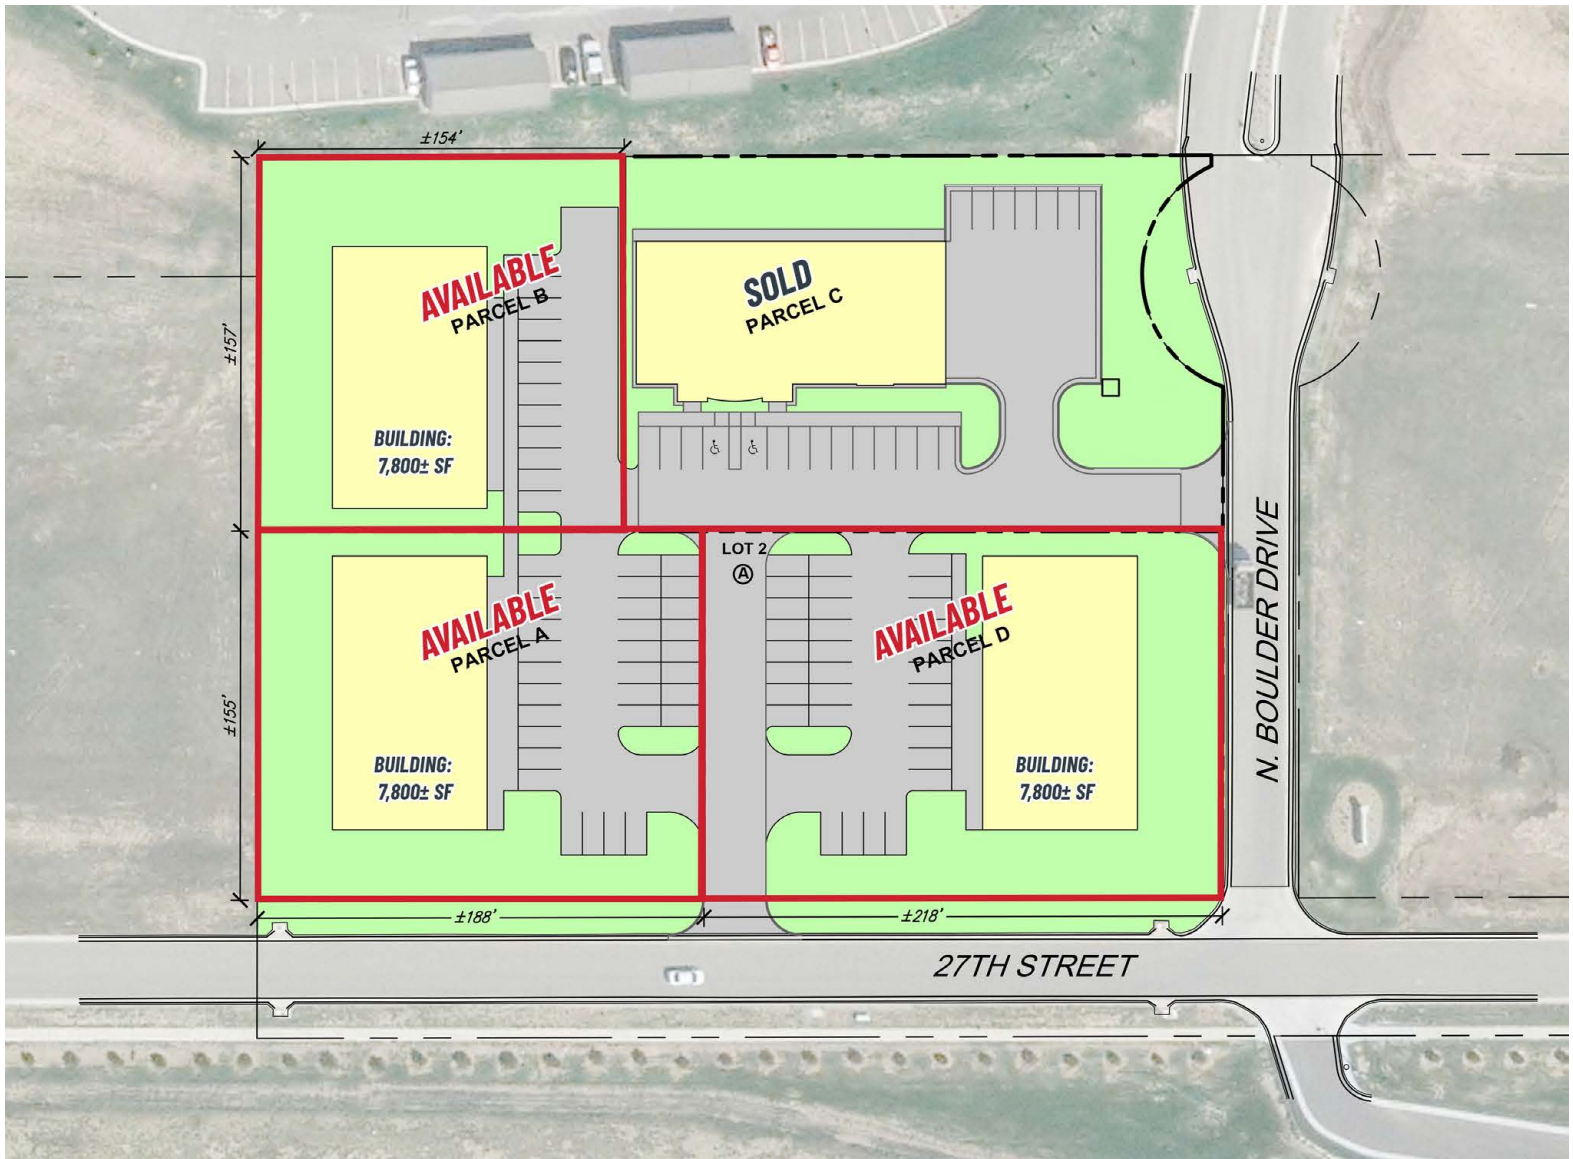 ±154'
AVAILABLE
PARCEL B
SOLD
PARCEL C
±157'
BUILDING:
7,800± SF
LOT 2
A
AVAILABLE
PARCEL A
AVAILABLE
PARCEL D
N. BOULDER DRIVE
±155'
BUILDING:
7,800± SF
BUILDING:
7,800± SF
±188'
±218'
27TH STREET